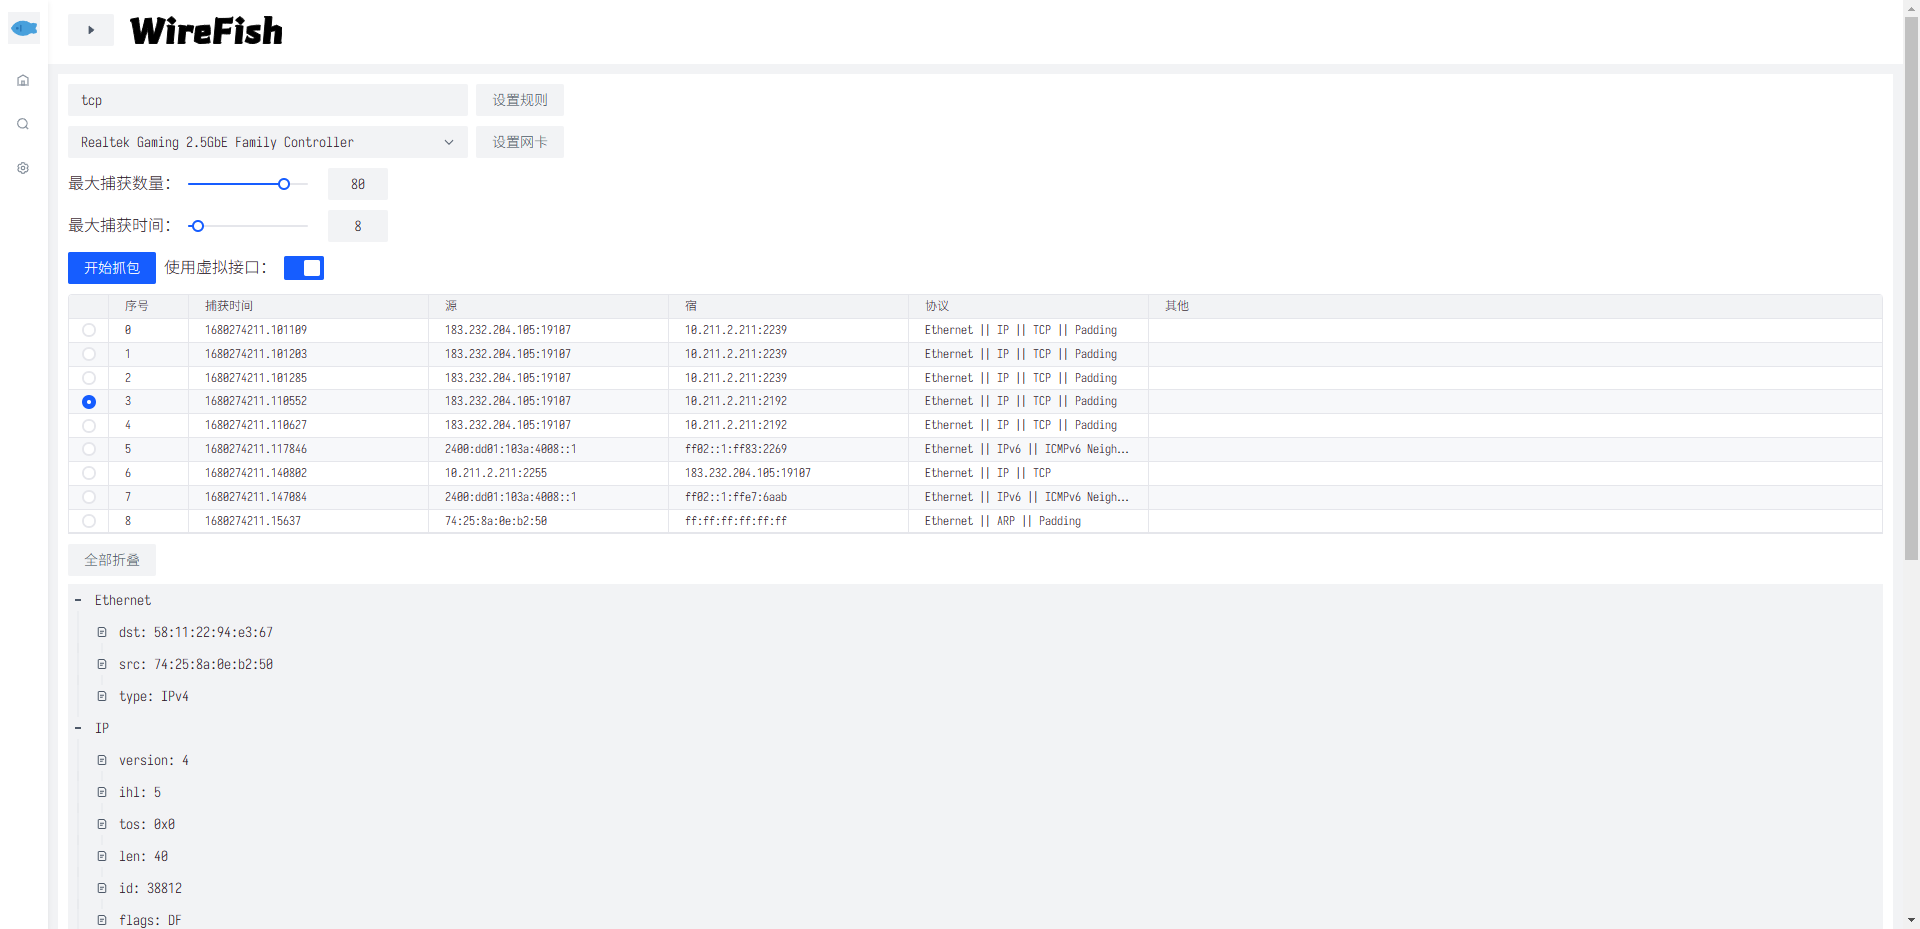 WireFish
tcp 设置规则
Realtek Gaming 2.5GbE Family Controller 设置网卡
最大捕获数量： 80
最大捕获时间： 8
开始抓包 使用虚拟接口：
序号 捕获时间 源 宿 协议 其他
0 1680274211.101109 183.232.204.105:19107 10.211.2.211:2239 Ethernet || IP || TCP || Padding
1 1680274211.101203 183.232.204.105:19107 10.211.2.211:2239 Ethernet || IP || TCP || Padding
2 1680274211.101285 183.232.204.105:19107 10.211.2.211:2239 Ethernet || IP || TCP || Padding
3 1680274211.110552 183.232.204.105:19107 10.211.2.211:2192 Ethernet || IP || TCP || Padding
4 1680274211.110627 183.232.204.105:19107 10.211.2.211:2192 Ethernet || IP || TCP || Padding
5 1680274211.117846 2400:dd01:103a:4008::1 ff02::1:ff83:2269 Ethernet || IPv6 || ICMPv6 Neigh...
6 1680274211.140802 10.211.2.211:2255 183.232.204.105:19107 Ethernet || IP || TCP
7 1680274211.147084 2400:dd01:103a:4008::1 ff02::1:ffe7:6aab Ethernet || IPv6 || ICMPv6 Neigh...
8 1680274211.15637 74:25:8a:0e:b2:50 ff:ff:ff:ff:ff:ff Ethernet || ARP || Padding
全部折叠
Ethernet
dst: 58:11:22:94:e3:67
src: 74:25:8a:0e:b2:50
type: IPv4
IP
version: 4
ihl: 5
tos: 0x0
len: 40
id: 38812
flags: DF